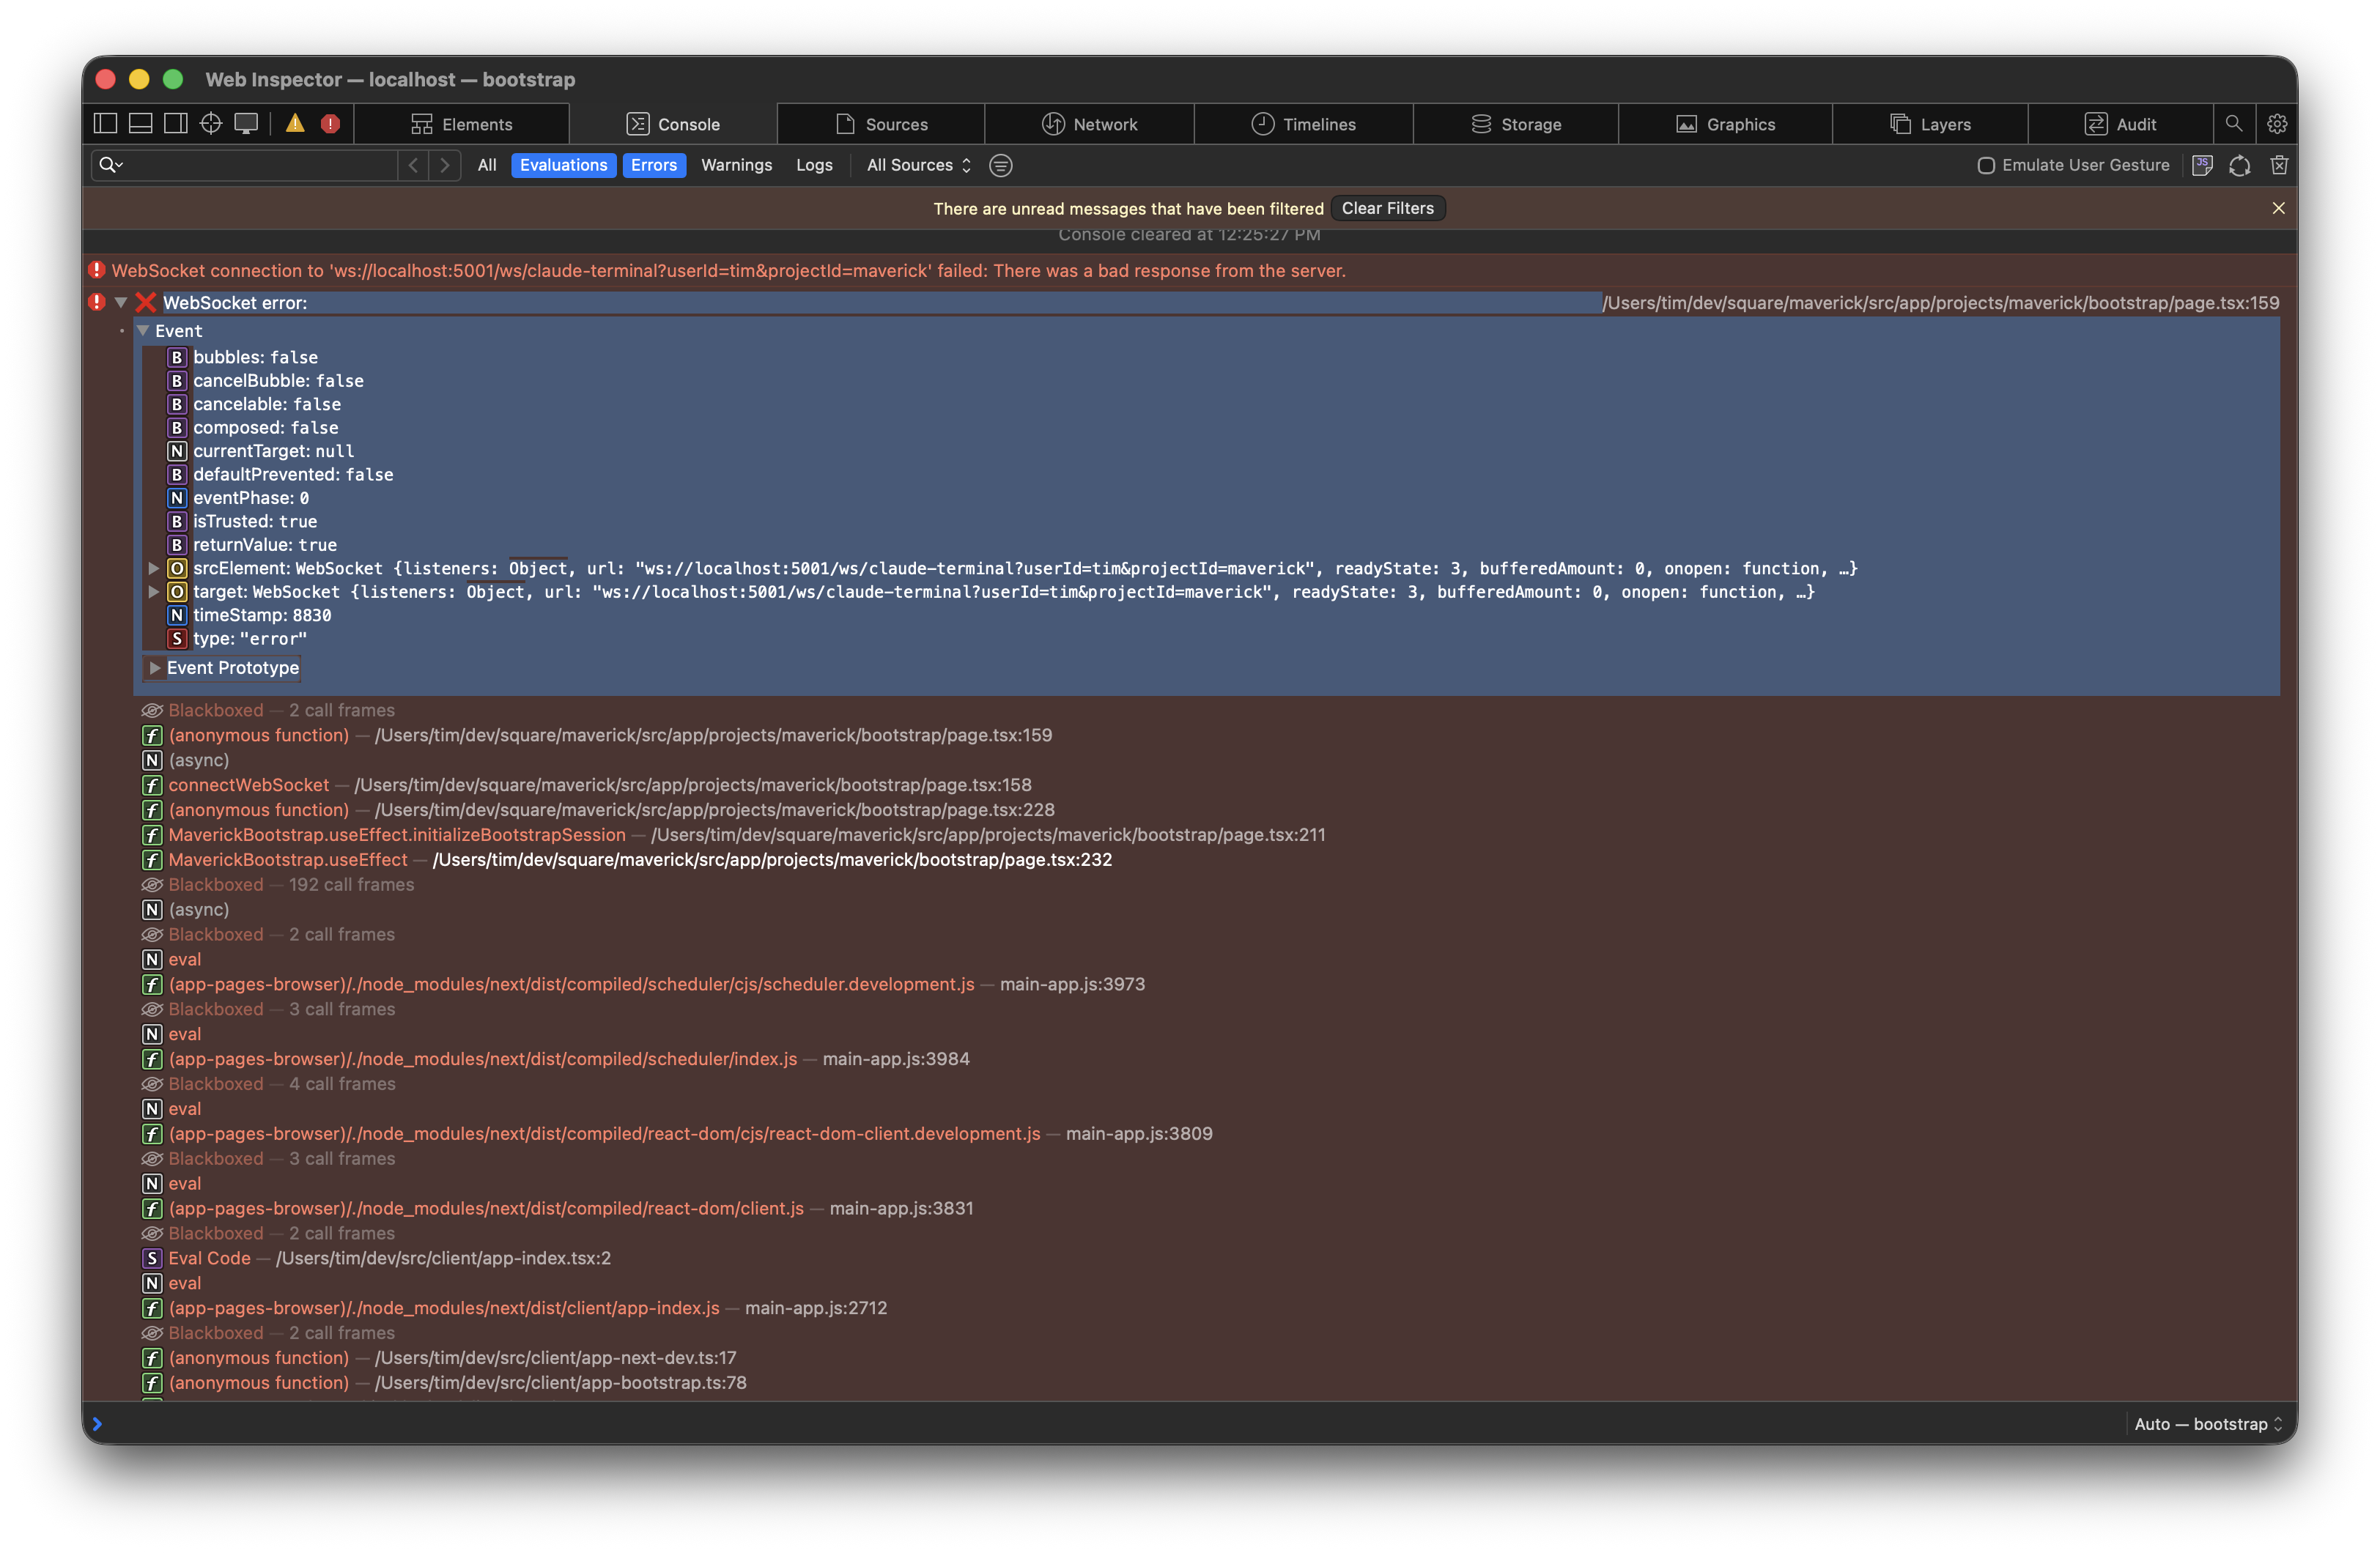 Web Inspector — localhost — bootstrap
Elements Console Sources Network Timelines Storage Graphics Layers Audit
All Evaluations Errors Warnings Logs All Sources Emulate User Gesture
There are unread messages that have been filtered Clear Filters
Console cleared at 12:25:27 PM
WebSocket connection to 'ws://localhost:5001/ws/claude-terminal?userId=tim&projectId=maverick' failed: There was a bad response from the server.
❌ WebSocket error: /Users/tim/dev/square/maverick/src/app/projects/maverick/bootstrap/page.tsx:159
Event
B bubbles: false
B cancelBubble: false
B cancelable: false
B composed: false
N currentTarget: null
B defaultPrevented: false
N eventPhase: 0
B isTrusted: true
B returnValue: true
O srcElement: WebSocket {listeners: Object, url: "ws://localhost:5001/ws/claude-terminal?userId=tim&projectId=maverick", readyState: 3, bufferedAmount: 0, onopen: function, …}
O target: WebSocket {listeners: Object, url: "ws://localhost:5001/ws/claude-terminal?userId=tim&projectId=maverick", readyState: 3, bufferedAmount: 0, onopen: function, …}
N timeStamp: 8830
S type: "error"
Event Prototype
Blackboxed — 2 call frames
f (anonymous function) — /Users/tim/dev/square/maverick/src/app/projects/maverick/bootstrap/page.tsx:159
N (async)
f connectWebSocket — /Users/tim/dev/square/maverick/src/app/projects/maverick/bootstrap/page.tsx:158
f (anonymous function) — /Users/tim/dev/square/maverick/src/app/projects/maverick/bootstrap/page.tsx:228
f MaverickBootstrap.useEffect.initializeBootstrapSession — /Users/tim/dev/square/maverick/src/app/projects/maverick/bootstrap/page.tsx:211
f MaverickBootstrap.useEffect — /Users/tim/dev/square/maverick/src/app/projects/maverick/bootstrap/page.tsx:232
Blackboxed — 192 call frames
N (async)
Blackboxed — 2 call frames
N eval
f (app-pages-browser)/./node_modules/next/dist/compiled/scheduler/cjs/scheduler.development.js — main-app.js:3973
Blackboxed — 3 call frames
N eval
f (app-pages-browser)/./node_modules/next/dist/compiled/scheduler/index.js — main-app.js:3984
Blackboxed — 4 call frames
N eval
f (app-pages-browser)/./node_modules/next/dist/compiled/react-dom/cjs/react-dom-client.development.js — main-app.js:3809
Blackboxed — 3 call frames
N eval
f (app-pages-browser)/./node_modules/next/dist/compiled/react-dom/client.js — main-app.js:3831
Blackboxed — 2 call frames
S Eval Code — /Users/tim/dev/src/client/app-index.tsx:2
N eval
f (app-pages-browser)/./node_modules/next/dist/client/app-index.js — main-app.js:2712
Blackboxed — 2 call frames
f (anonymous function) — /Users/tim/dev/src/client/app-next-dev.ts:17
f (anonymous function) — /Users/tim/dev/src/client/app-bootstrap.ts:78
Auto — bootstrap